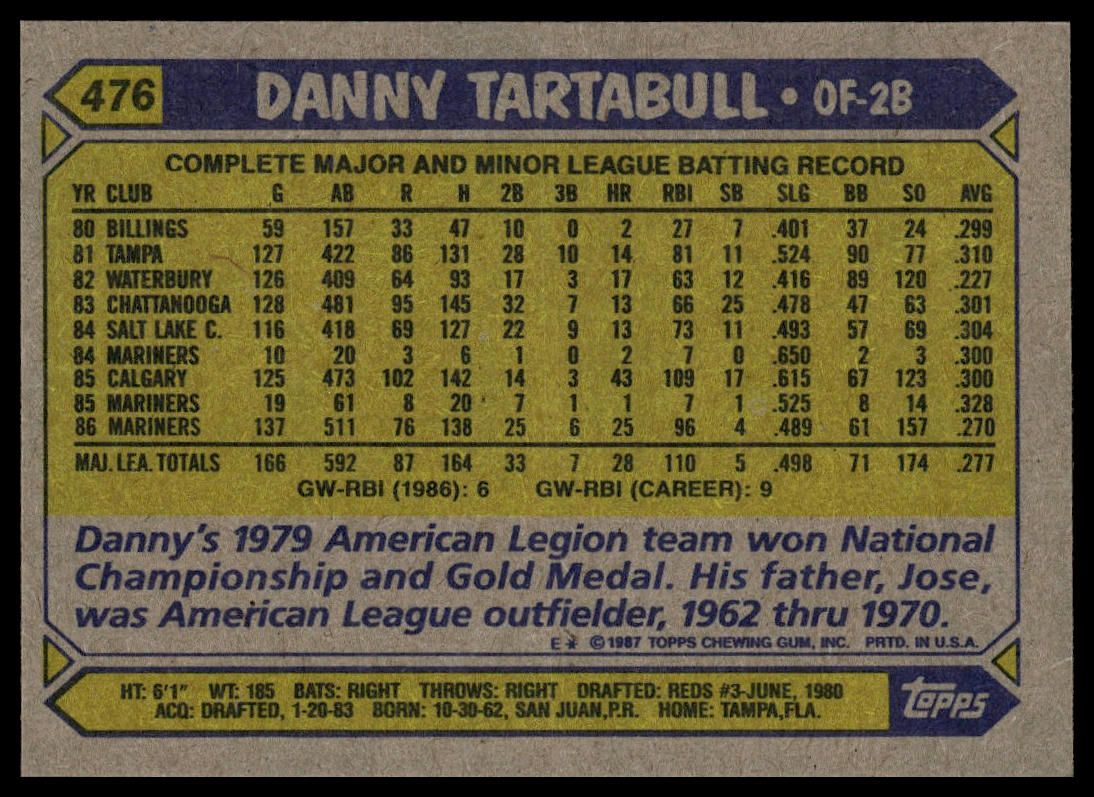 476 DANNY TARTABULL • OF-2B
COMPLETE MAJOR AND MINOR LEAGUE BATTING RECORD
YR CLUB G AB R H 2B 3B HR RBI SB SLG BB SO AVG
80 BILLINGS 59 157 33 47 10 0 2 27 7 .401 37 24 .299
81 TAMPA 127 422 86 131 28 10 14 81 11 .524 90 77 .310
82 WATERBURY 126 409 64 93 17 3 17 63 12 .416 89 120 .227
83 CHATTANOOGA 128 481 95 145 32 7 13 66 25 .478 47 63 .301
84 SALT LAKE C. 116 418 69 127 22 9 13 73 11 .493 57 69 .304
84 MARINERS 10 20 3 6 1 0 2 7 0 .650 2 3 .300
85 CALGARY 125 473 102 142 14 3 43 109 17 .615 67 123 .300
85 MARINERS 19 61 8 20 7 1 1 7 1 .525 8 14 .328
86 MARINERS 137 511 76 138 25 6 25 96 4 .489 61 157 .270
MAJ. LEA. TOTALS 166 592 87 164 33 7 28 110 5 .498 71 174 .277
GW-RBI (1986): 6 GW-RBI (CAREER): 9
Danny's 1979 American Legion team won National
Championship and Gold Medal. His father, Jose,
was American League outfielder, 1962 thru 1970.
E* ©1987 TOPPS CHEWING GUM, INC. PRTD. IN U.S.A.
HT: 6'1" WT: 185 BATS: RIGHT THROWS: RIGHT DRAFTED: REDS #3-JUNE, 1980
ACQ: DRAFTED, 1-20-83 BORN: 10-30-62, SAN JUAN,P.R. HOME: TAMPA,FLA.
TOPPS